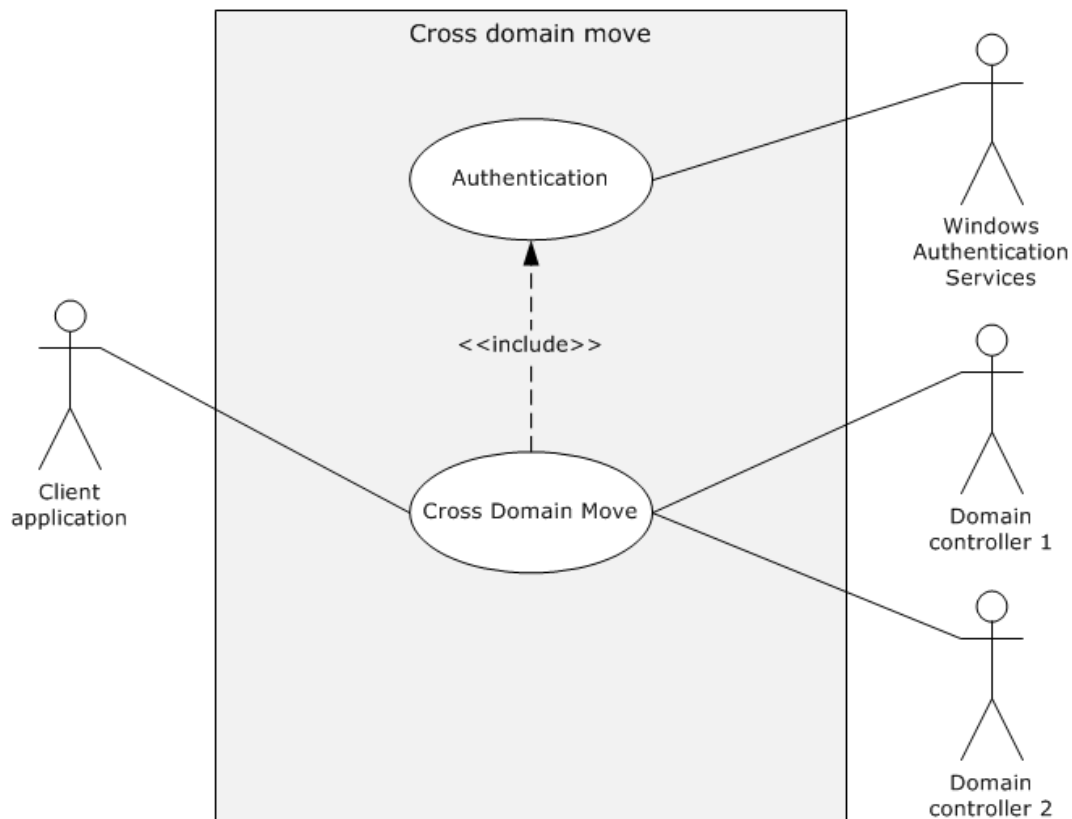 Cross domain move
Authentication
Windows
Authentication
Services
<<include>>
Client
application
Cross Domain Move
Domain
controller 1
Domain
controller 2